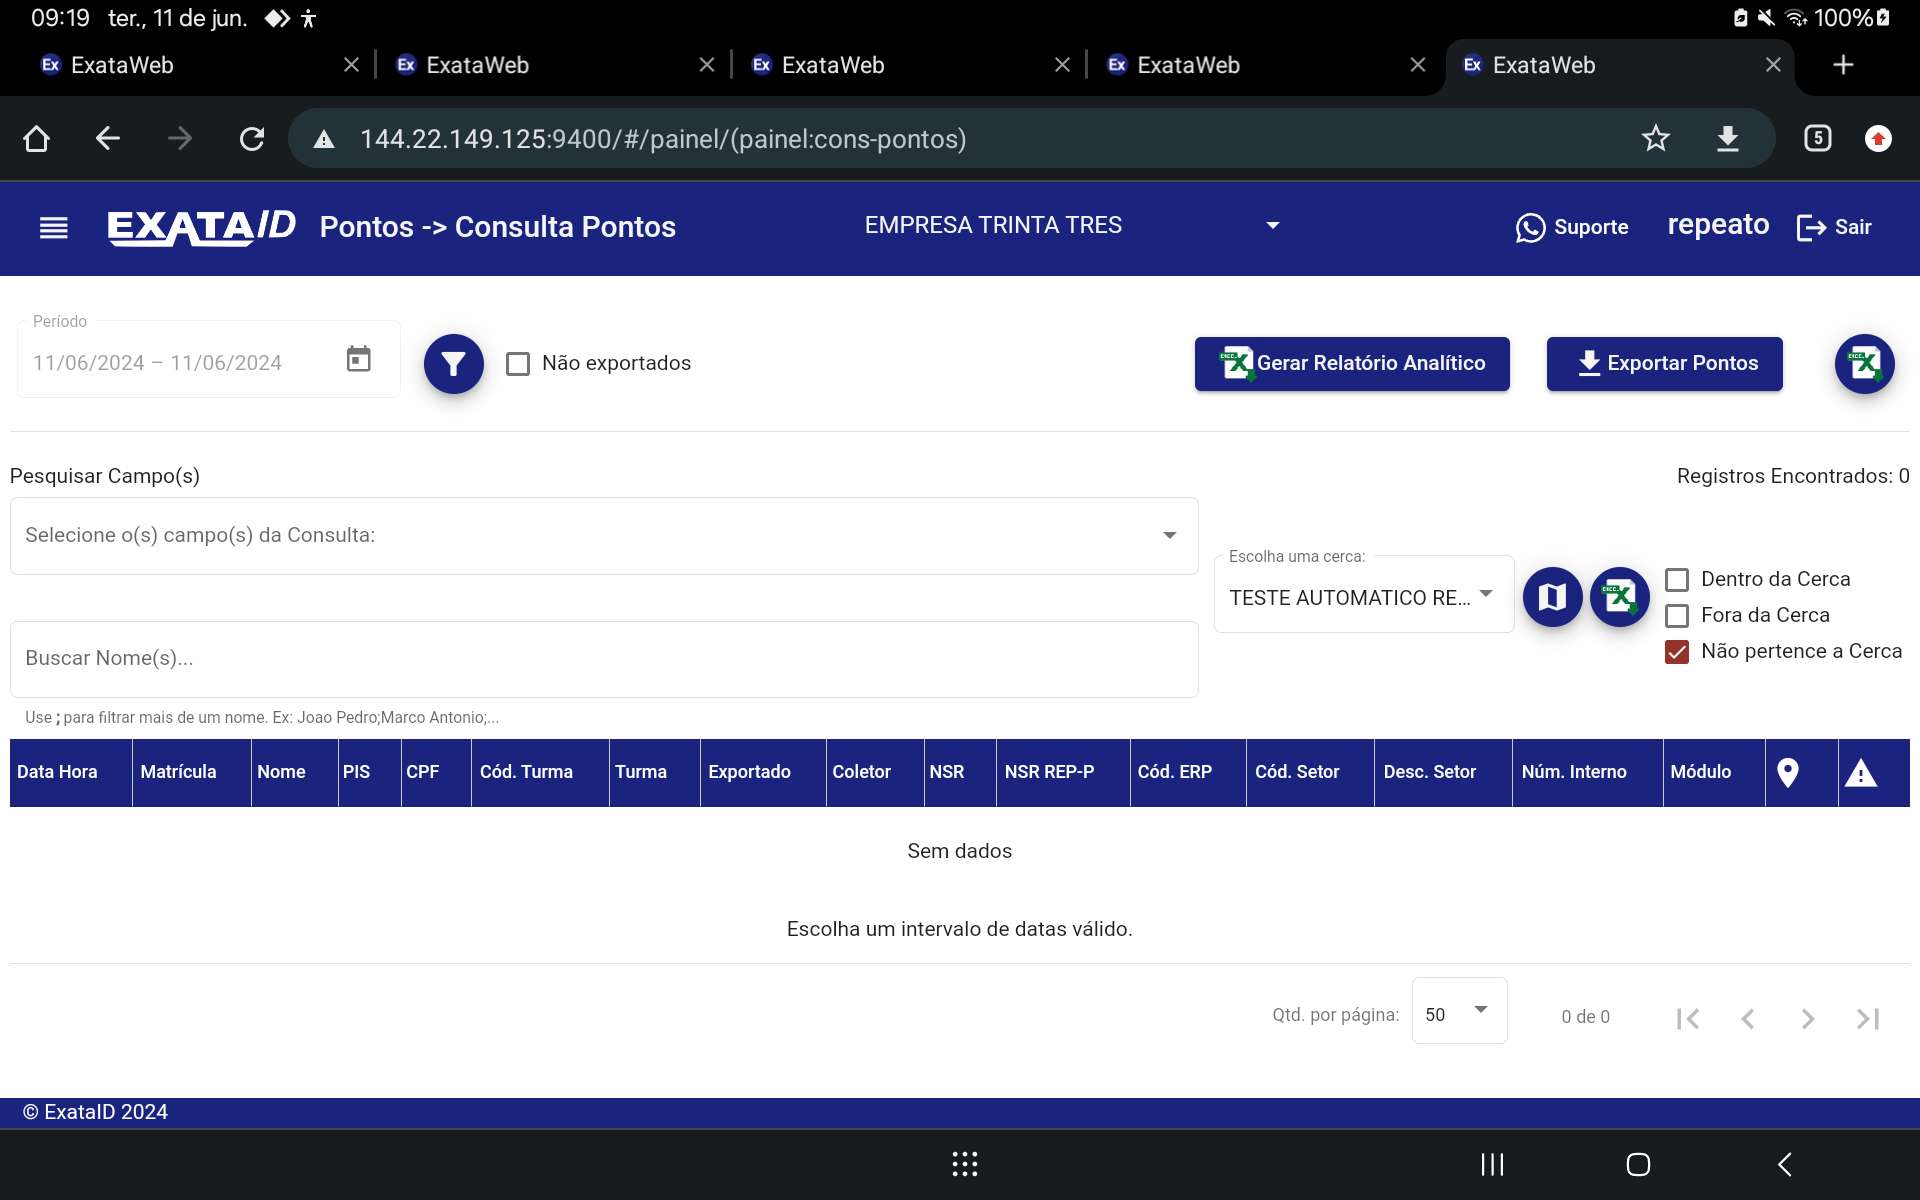 09:19 ter., 11 de jun. 100%
Ex ExataWeb Ex ExataWeb Ex ExataWeb Ex ExataWeb Ex ExataWeb
144.22.149.125:9400/#/painel/(painel:cons-pontos) 5
EXATAID Pontos -> Consulta Pontos EMPRESA TRINTA TRES Suporte repeato Sair
Período
11/06/2024 – 11/06/2024 Não exportados Gerar Relatório Analítico Exportar Pontos
Pesquisar Campo(s) Registros Encontrados: 0
Selecione o(s) campo(s) da Consulta:
Escolha uma cerca:
TESTE AUTOMATICO RE...
Dentro da Cerca
Fora da Cerca
Não pertence a Cerca
Buscar Nome(s)...
Use ; para filtrar mais de um nome. Ex: Joao Pedro;Marco Antonio;...
Data Hora Matrícula Nome PIS CPF Cód. Turma Turma Exportado Coletor NSR NSR REP-P Cód. ERP Cód. Setor Desc. Setor Núm. Interno Módulo
Sem dados
Escolha um intervalo de datas válido.
Qtd. por página: 50 0 de 0
© ExataID 2024